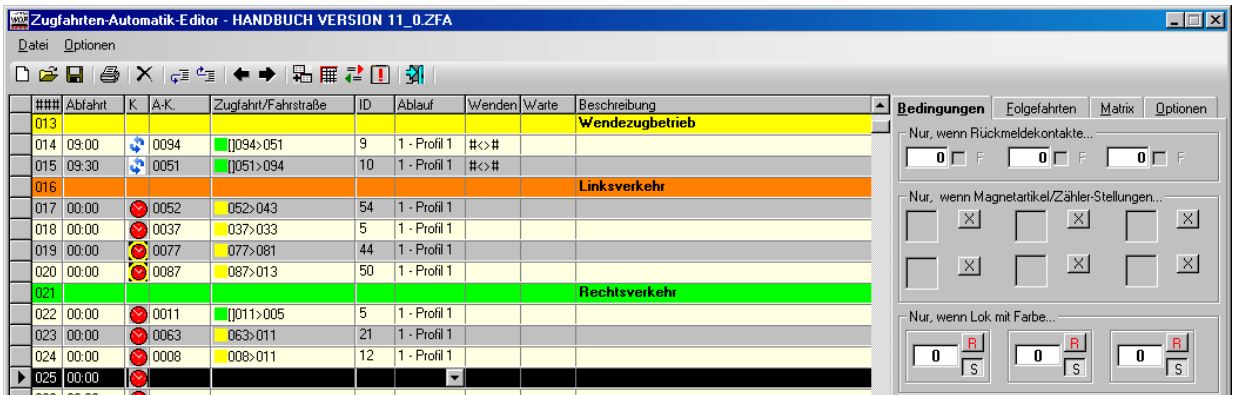 WDP Zugfahrten-Automatik-Editor - HANDBUCH VERSION 11_0.ZFA
Datei Optionen
### Abfahrt K A-K. Zugfahrt/Fahrstraße ID Ablauf Wenden Warte Beschreibung
013 Wendezugbetrieb
014 09:00 0094 []094>051 9 1 - Profil 1 #<>#
015 09:30 0051 []051>094 10 1 - Profil 1 #<>#
016 Linksverkehr
017 00:00 0052 052>043 54 1 - Profil 1
018 00:00 0037 037>033 5 1 - Profil 1
019 00:00 0077 077>081 44 1 - Profil 1
020 00:00 0087 087>013 50 1 - Profil 1
021 Rechtsverkehr
022 00:00 0011 []011>005 5 1 - Profil 1
023 00:00 0063 063>011 21 1 - Profil 1
024 00:00 0008 008>011 12 1 - Profil 1
025 00:00
Bedingungen Folgefahrten Matrix Optionen
Nur, wenn Rückmeldekontakte...
0 F 0 F 0 F
Nur, wenn Magnetartikel/Zähler-Stellungen...
X X X
X X X
Nur, wenn Lok mit Farbe...
R R R
0 0 0
S S S